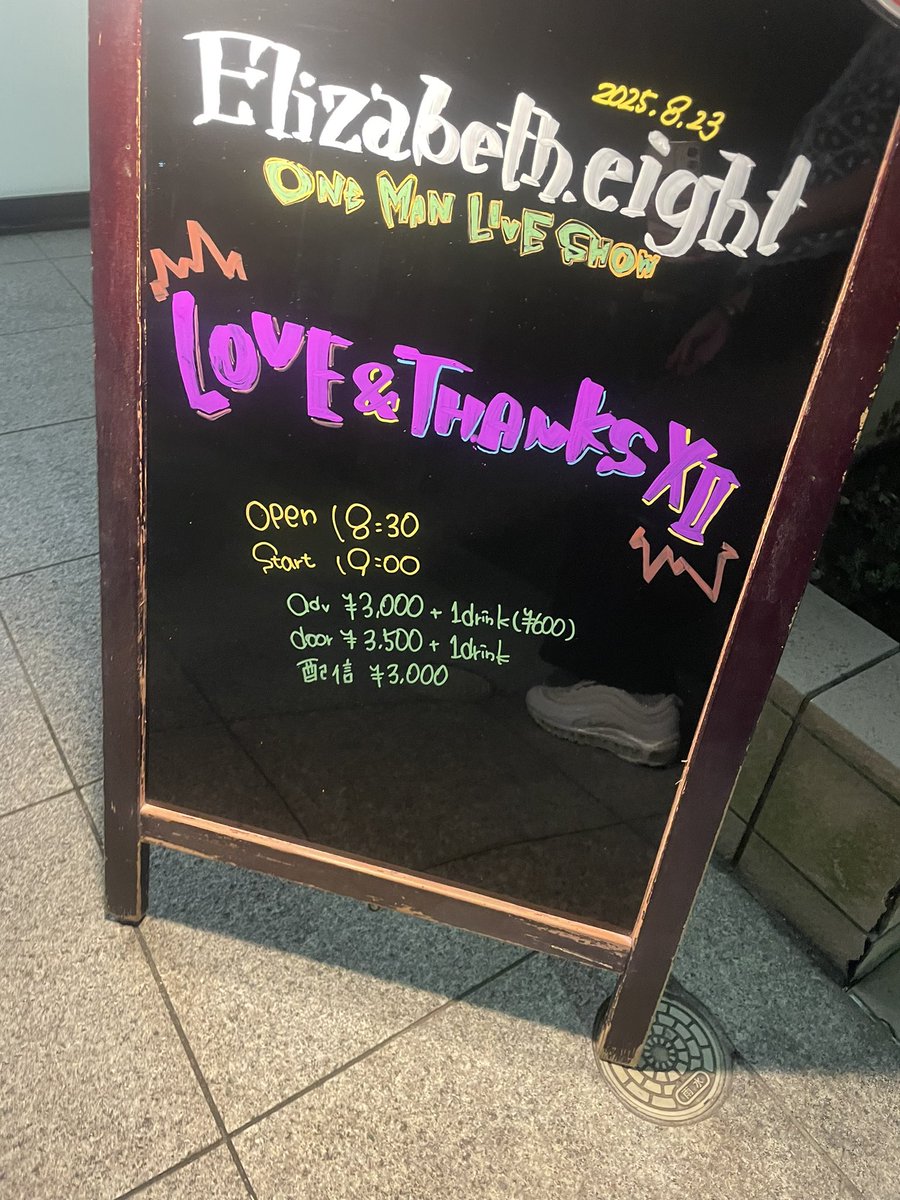 2025.8.23
Elizabeth.eight
ONE MAN LIVE SHOW
LOVE & THANKS XII
Open 18:30
Start 19:00
adv ¥3,000 + 1drink (¥600)
door ¥3,500 + 1drink
配信 ¥3,000